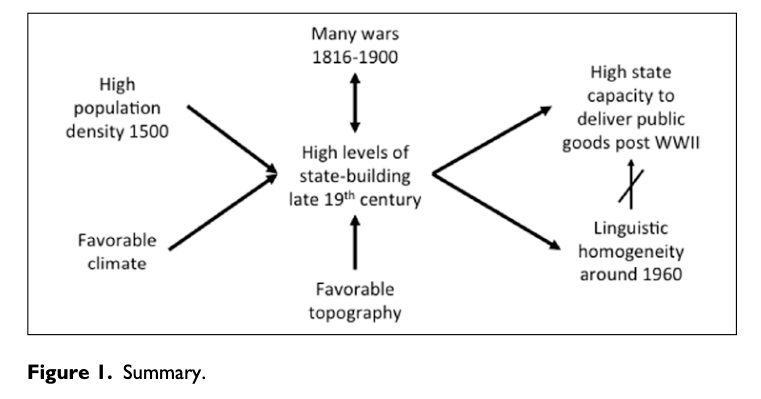 Many wars
1816-1900
High
population
density 1500
High state
capacity to
deliver public
goods post WWII
High levels of
state-building
late 19th century
Favorable
climate
Linguistic
homogeneity
around 1960
Favorable
topography
Figure 1. Summary.